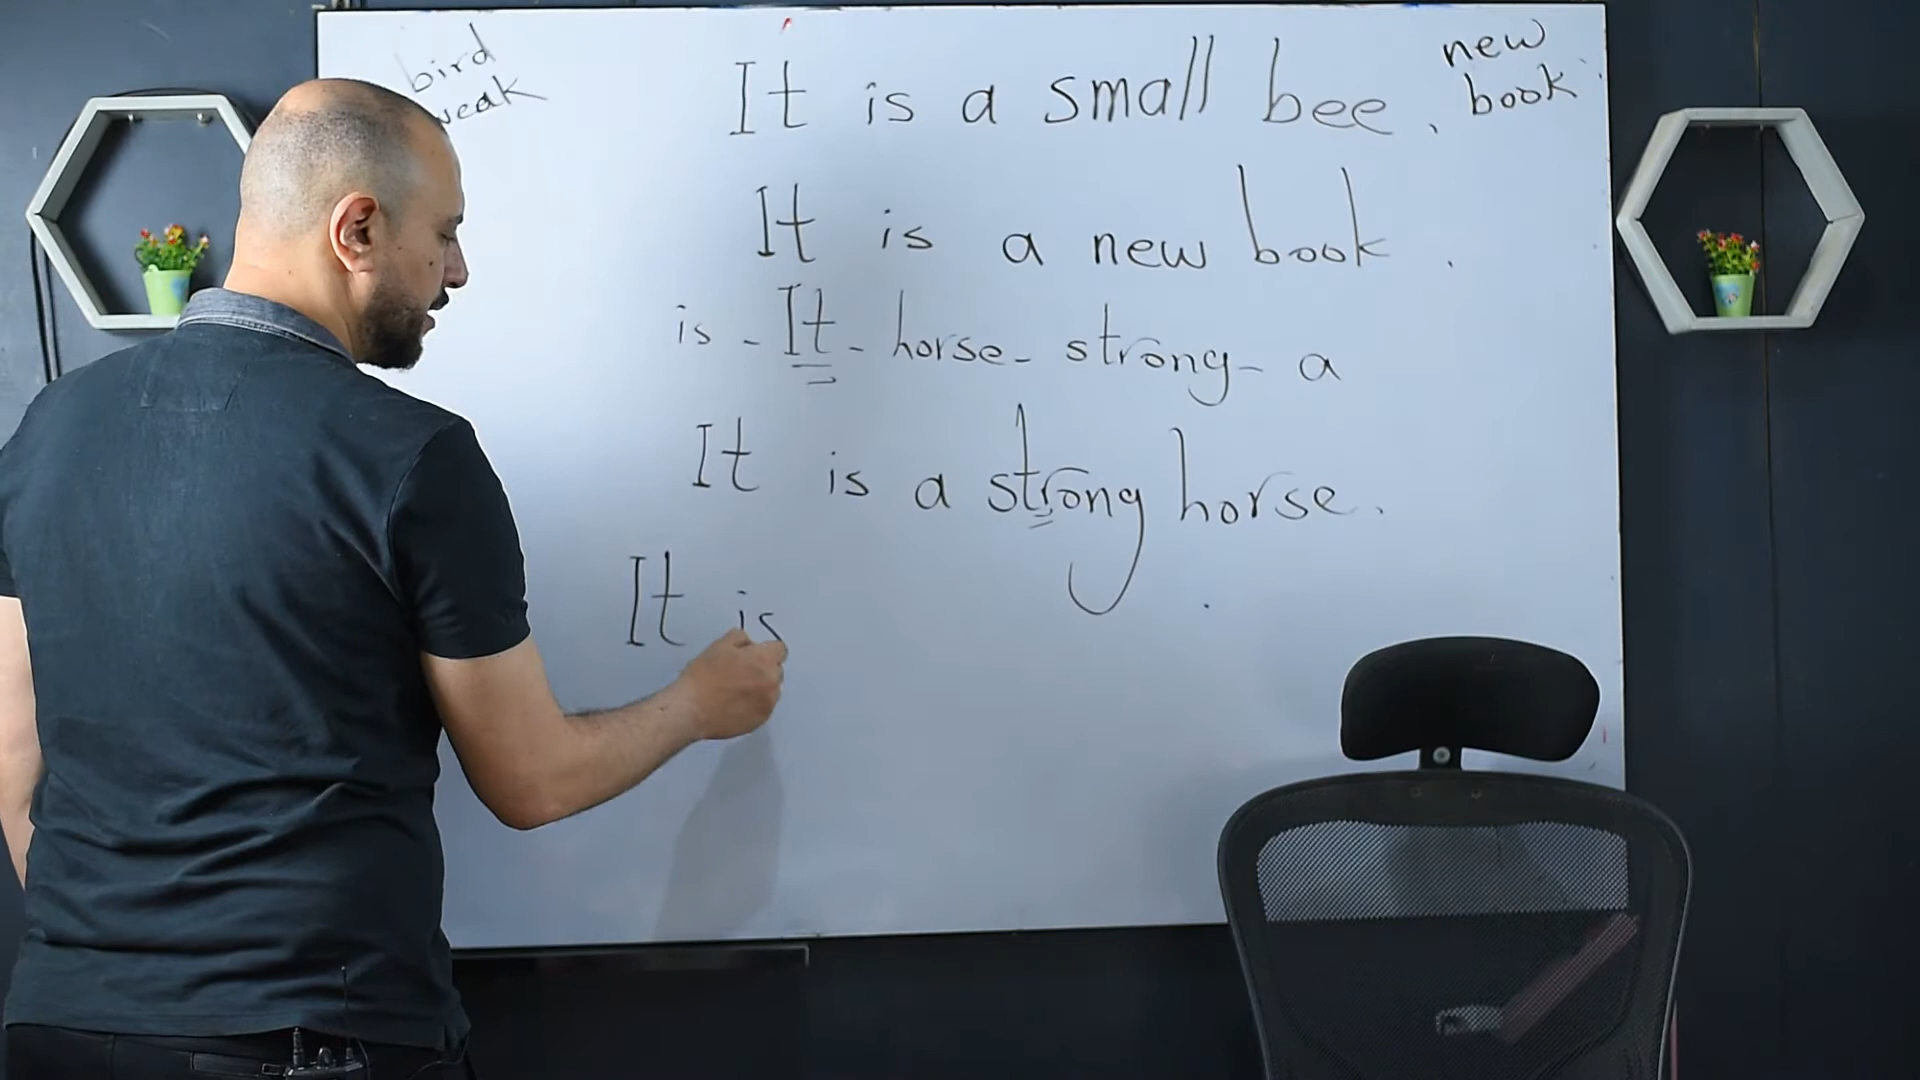 bird
weak
It is a small bee.
new
book
It is a new book.
is - It - horse - strong - a
It is a strong horse.
It is